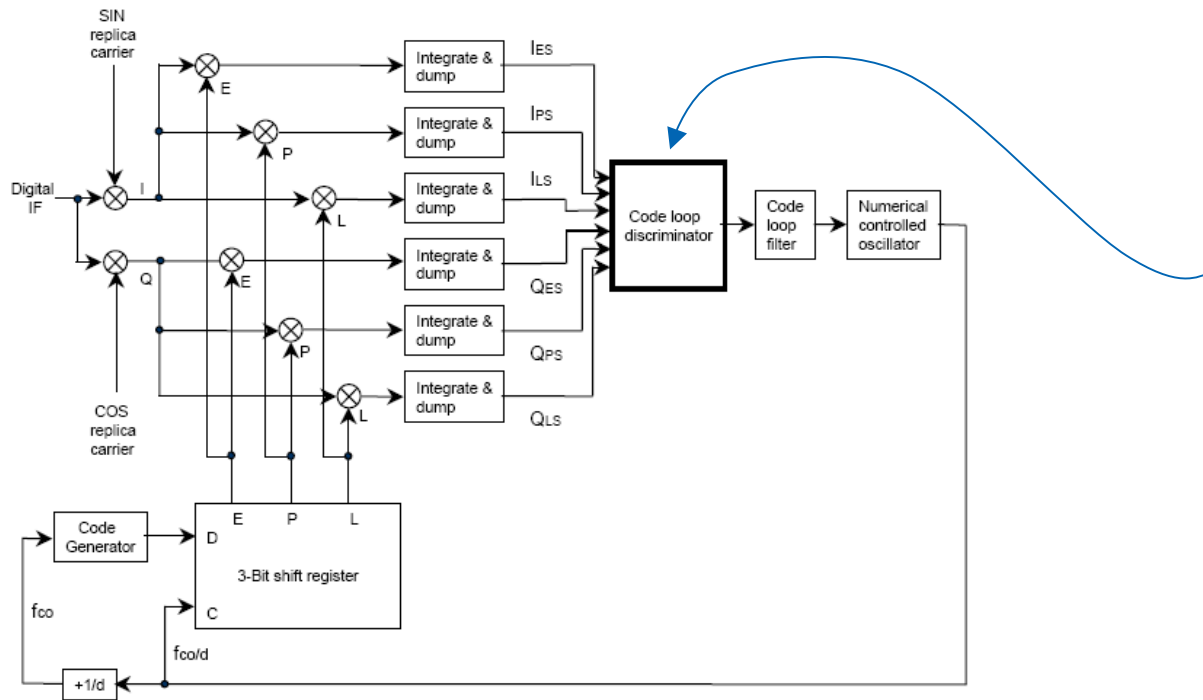 SIN
replica
carrier
Integrate &
dump
IES
E
Integrate &
dump
IPS
P
Digital
IF
I
Integrate &
dump
ILS
L
Code loop
discriminator
Code
loop
filter
Numerical
controlled
oscillator
Q
E
Integrate &
dump
QES
P
Integrate &
dump
QPS
COS
replica
carrier
L
Integrate &
dump
QLS
E P L
Code
Generator
D
3-Bit shift register
C
fco
fco/d
+1/d